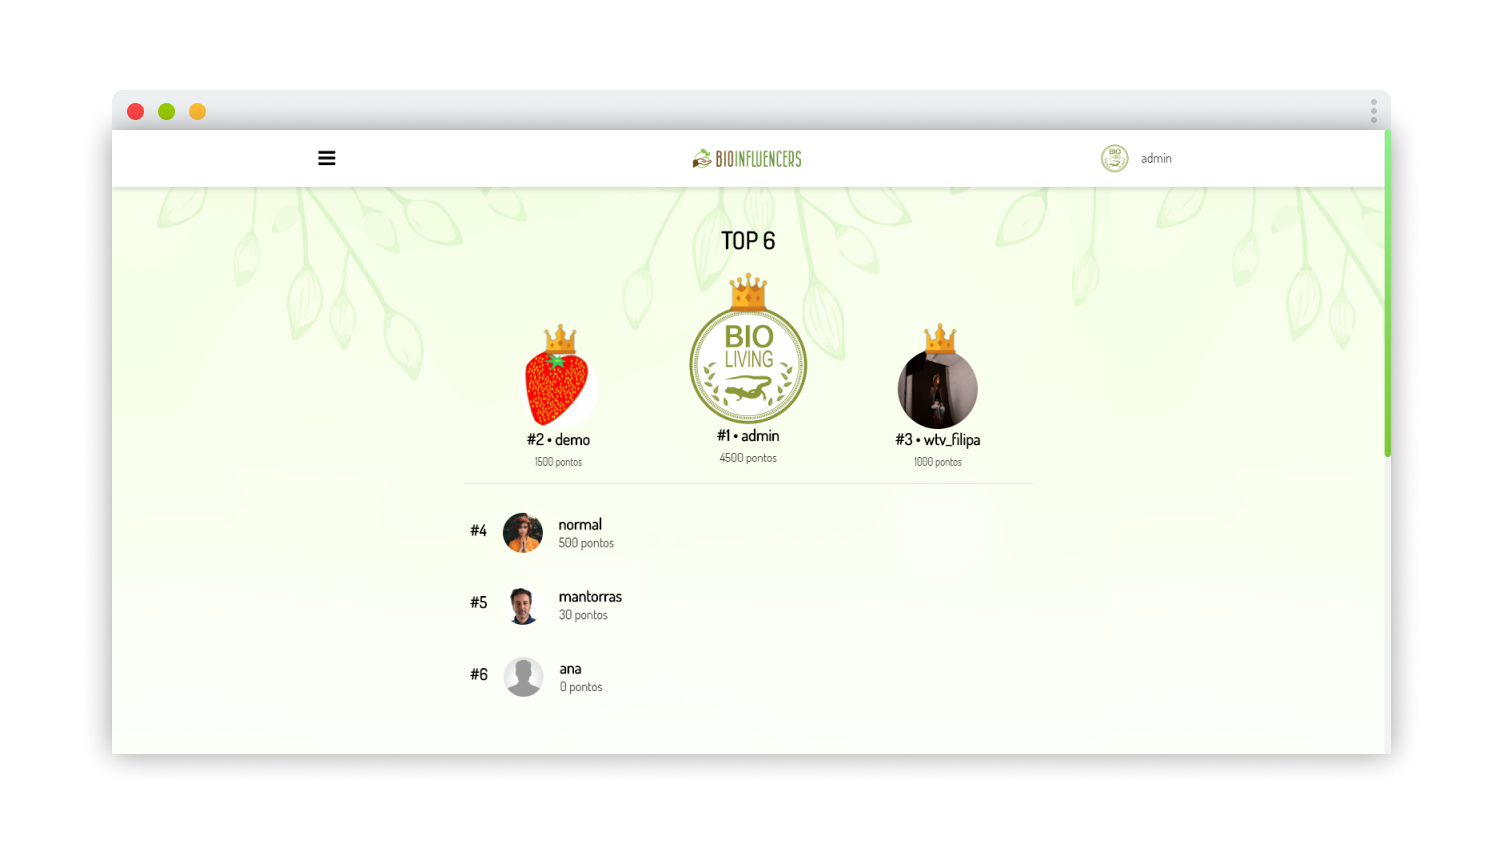 BIOINFLUENCERS
BIO
admin
TOP 6
BIO
LIVING
#2 • demo
1500 pontos
#1 • admin
4500 pontos
#3 • wtv_filipa
1000 pontos
#4
normal
500 pontos
#5
mantorras
30 pontos
#6
ana
0 pontos